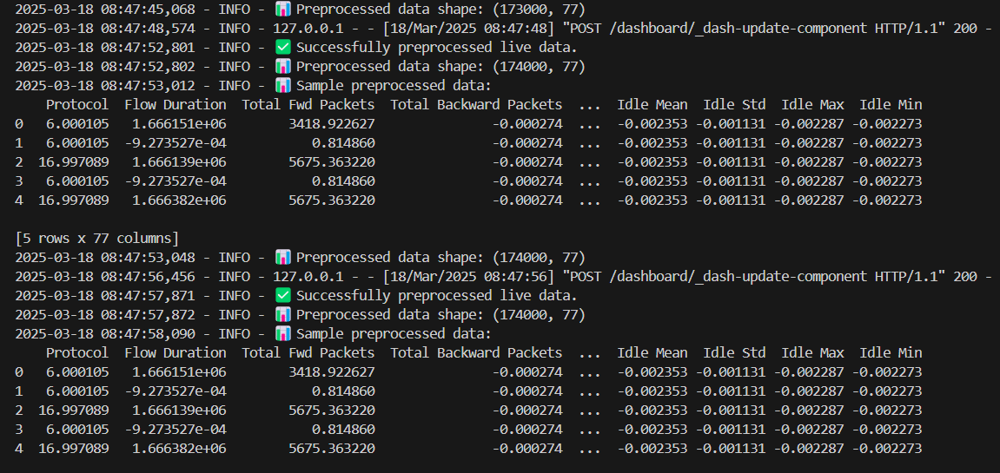 2025-03-18 08:47:45,068 - INFO - 📊 Preprocessed data shape: (173000, 77)
2025-03-18 08:47:48,574 - INFO - 127.0.0.1 - - [18/Mar/2025 08:47:48] "POST /dashboard/_dash-update-component HTTP/1.1" 200 -
2025-03-18 08:47:52,801 - INFO - ✅ Successfully preprocessed live data.
2025-03-18 08:47:52,802 - INFO - 📊 Preprocessed data shape: (174000, 77)
2025-03-18 08:47:53,012 - INFO - 📊 Sample preprocessed data:
    Protocol  Flow Duration  Total Fwd Packets  Total Backward Packets  ...  Idle Mean  Idle Std  Idle Max  Idle Min
0   6.000105   1.666151e+06        3418.922627               -0.000274  ...  -0.002353 -0.001131 -0.002287 -0.002273
1   6.000105  -9.273527e-04           0.814860               -0.000274  ...  -0.002353 -0.001131 -0.002287 -0.002273
2  16.997089   1.666139e+06        5675.363220               -0.000274  ...  -0.002353 -0.001131 -0.002287 -0.002273
3   6.000105  -9.273527e-04           0.814860               -0.000274  ...  -0.002353 -0.001131 -0.002287 -0.002273
4  16.997089   1.666382e+06        5675.363220               -0.000274  ...  -0.002353 -0.001131 -0.002287 -0.002273
[5 rows x 77 columns]
2025-03-18 08:47:53,048 - INFO - 📊 Preprocessed data shape: (174000, 77)
2025-03-18 08:47:56,456 - INFO - 127.0.0.1 - - [18/Mar/2025 08:47:56] "POST /dashboard/_dash-update-component HTTP/1.1" 200 -
2025-03-18 08:47:57,871 - INFO - ✅ Successfully preprocessed live data.
2025-03-18 08:47:57,872 - INFO - 📊 Preprocessed data shape: (174000, 77)
2025-03-18 08:47:58,090 - INFO - 📊 Sample preprocessed data:
    Protocol  Flow Duration  Total Fwd Packets  Total Backward Packets  ...  Idle Mean  Idle Std  Idle Max  Idle Min
0   6.000105   1.666151e+06        3418.922627               -0.000274  ...  -0.002353 -0.001131 -0.002287 -0.002273
1   6.000105  -9.273527e-04           0.814860               -0.000274  ...  -0.002353 -0.001131 -0.002287 -0.002273
2  16.997089   1.666139e+06        5675.363220               -0.000274  ...  -0.002353 -0.001131 -0.002287 -0.002273
3   6.000105  -9.273527e-04           0.814860               -0.000274  ...  -0.002353 -0.001131 -0.002287 -0.002273
4  16.997089   1.666382e+06        5675.363220               -0.000274  ...  -0.002353 -0.001131 -0.002287 -0.002273